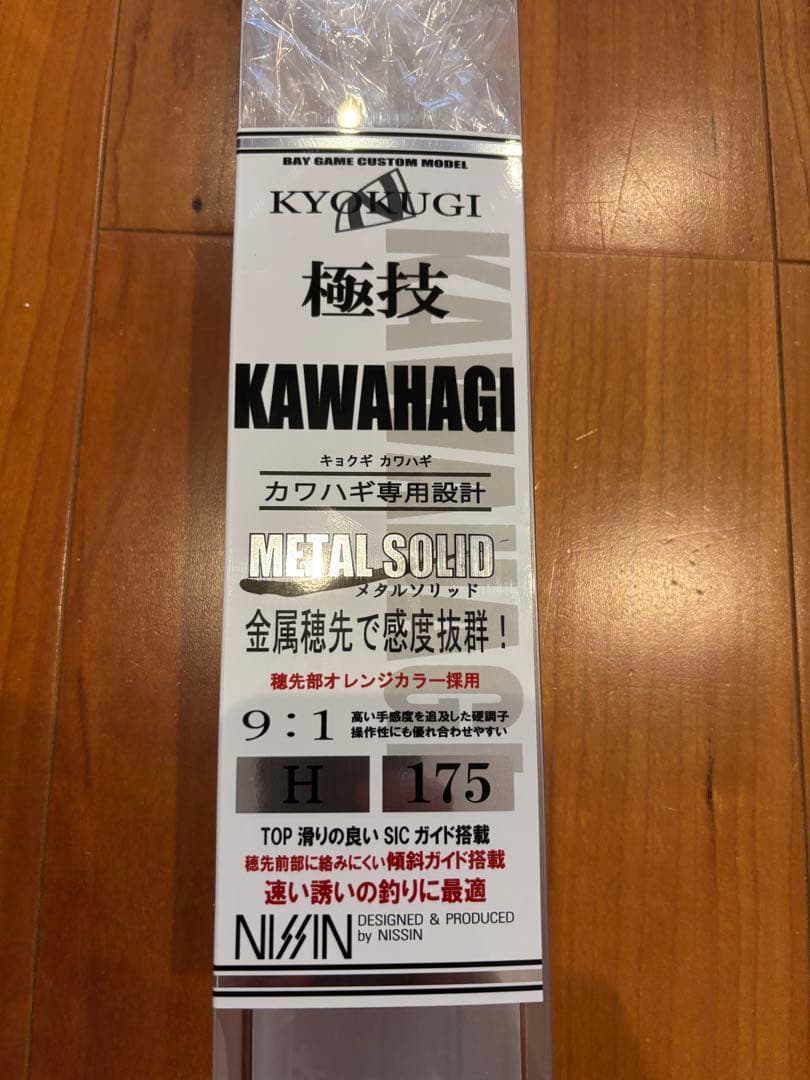 BAY GAME CUSTOM MODEL
KYOKUGI
極技
KAWAHAGI
KAWAHAGI
キョクギ カワハギ
カワハギ専用設計
METAL SOLID
メタルソリッド
金属穂先で感度抜群！
穂先部オレンジカラー採用
9：1
高い手感度を追及した硬調子
操作性にも優れ合わせやすい
H
175
TOP 滑りの良い SIC ガイド搭載
穂先前部に絡みにくい傾斜ガイド搭載
速い誘いの釣りに最適
NISSIN
DESIGNED & PRODUCED
by NISSIN